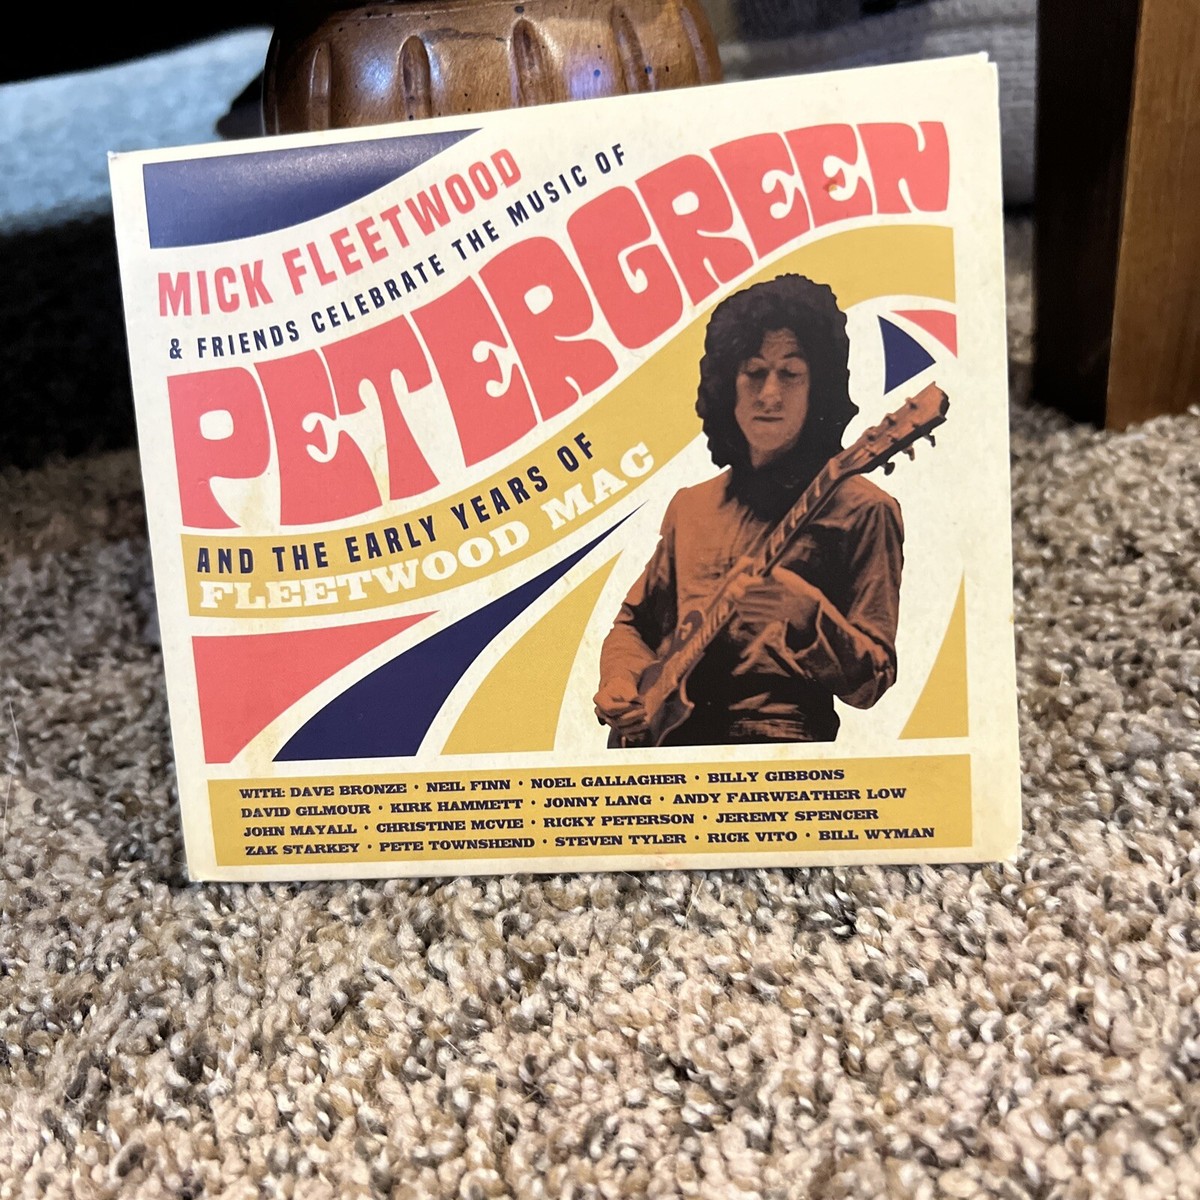 MICK FLEETWOOD
& FRIENDS CELEBRATE THE MUSIC OF
PETER GREEN
AND THE EARLY YEARS OF
FLEETWOOD MAC
WITH: DAVE BRONZE · NEIL FINN · NOEL GALLAGHER · BILLY GIBBONS
DAVID GILMOUR · KIRK HAMMETT · JONNY LANG · ANDY FAIRWEATHER LOW
JOHN MAYALL · CHRISTINE MCVIE · RICKY PETERSON · JEREMY SPENCER
ZAK STARKEY · PETE TOWNSHEND · STEVEN TYLER · RICK VITO · BILL WYMAN